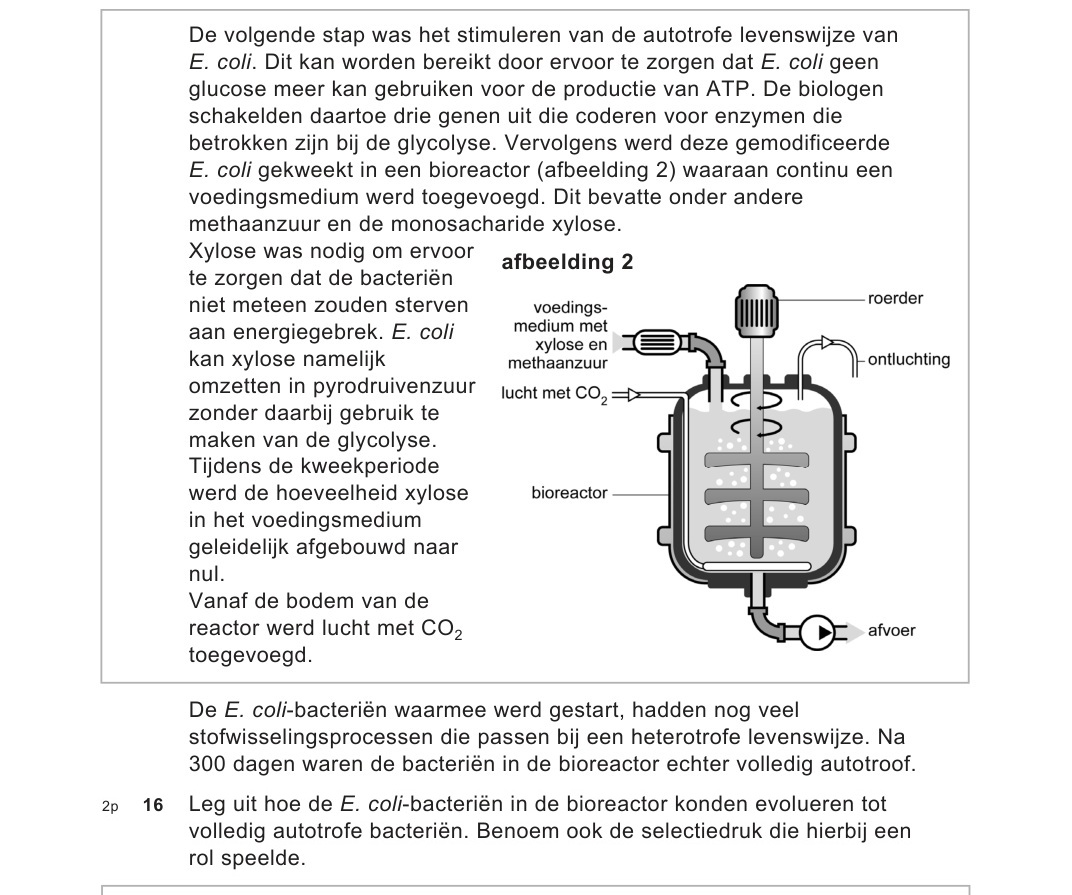 De volgende stap was het stimuleren van de autotrofe levenswijze van
E. coli. Dit kan worden bereikt door ervoor te zorgen dat E. coli geen
glucose meer kan gebruiken voor de productie van ATP. De biologen
schakelden daartoe drie genen uit die coderen voor enzymen die
betrokken zijn bij de glycolyse. Vervolgens werd deze gemodificeerde
E. coli gekweekt in een bioreactor (afbeelding 2) waaraan continu een
voedingsmedium werd toegevoegd. Dit bevatte onder andere
methaanzuur en de monosacharide xylose.
Xylose was nodig om ervoor
te zorgen dat de bacteriën
niet meteen zouden sterven
aan energiegebrek. E. coli
kan xylose namelijk
omzetten in pyrodruivenzuur
zonder daarbij gebruik te
maken van de glycolyse.
Tijdens de kweekperiode
werd de hoeveelheid xylose
in het voedingsmedium
geleidelijk afgebouwd naar
nul.
Vanaf de bodem van de
reactor werd lucht met CO2
toegevoegd.
afbeelding 2
voedings-
medium met
xylose en
methaanzuur
lucht met CO2
bioreactor
roerder
ontluchting
afvoer
De E. coli-bacteriën waarmee werd gestart, hadden nog veel
stofwisselingsprocessen die passen bij een heterotrofe levenswijze. Na
300 dagen waren de bacteriën in de bioreactor echter volledig autotroof.
2p 16 Leg uit hoe de E. coli-bacteriën in de bioreactor konden evolueren tot
volledig autotrofe bacteriën. Benoem ook de selectiedruk die hierbij een
rol speelde.